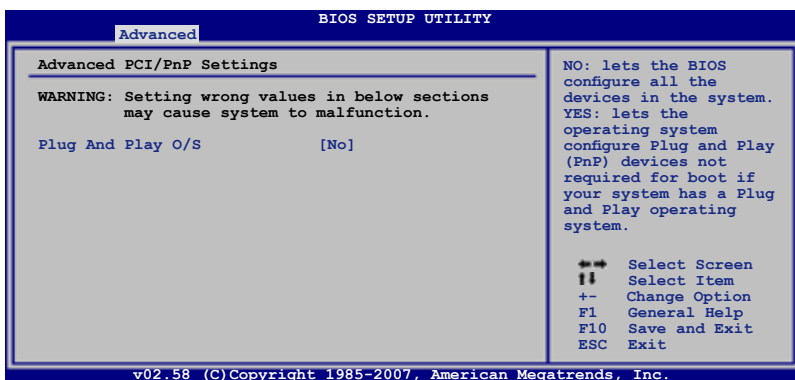 BIOS SETUP UTILITY
Advanced
Advanced PCI/PnP Settings
WARNING: Setting wrong values in below sections
may cause system to malfunction.
Plug And Play O/S [No]
NO: lets the BIOS
configure all the
devices in the system.
YES: lets the
operating system
configure Plug and Play
(PnP) devices not
required for boot if
your system has a Plug
and Play operating
system.
←→ Select Screen
↑↓ Select Item
+- Change Option
F1 General Help
F10 Save and Exit
ESC Exit
v02.58 (C)Copyright 1985-2007, American Megatrends, Inc.